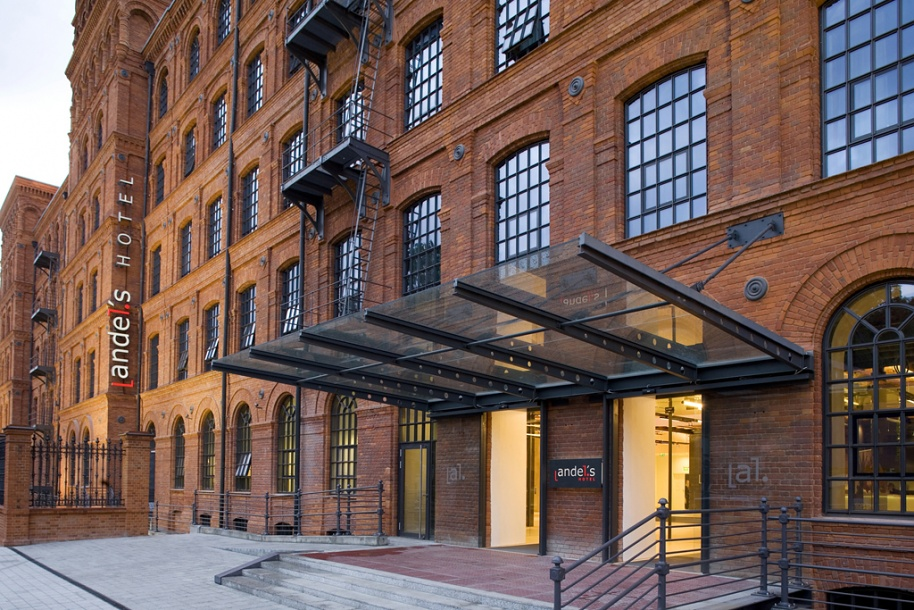 [andel's] HOTEL
[a].
[andel's]
HOTEL
[a].